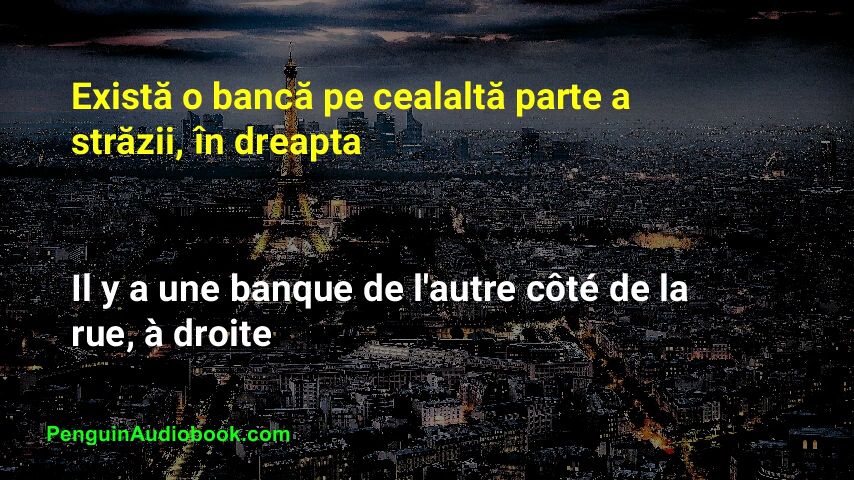 Există o bancă pe cealaltă parte a
străzii, în dreapta
Il y a une banque de l'autre côté de la
rue, à droite
PenguinAudiobook.com